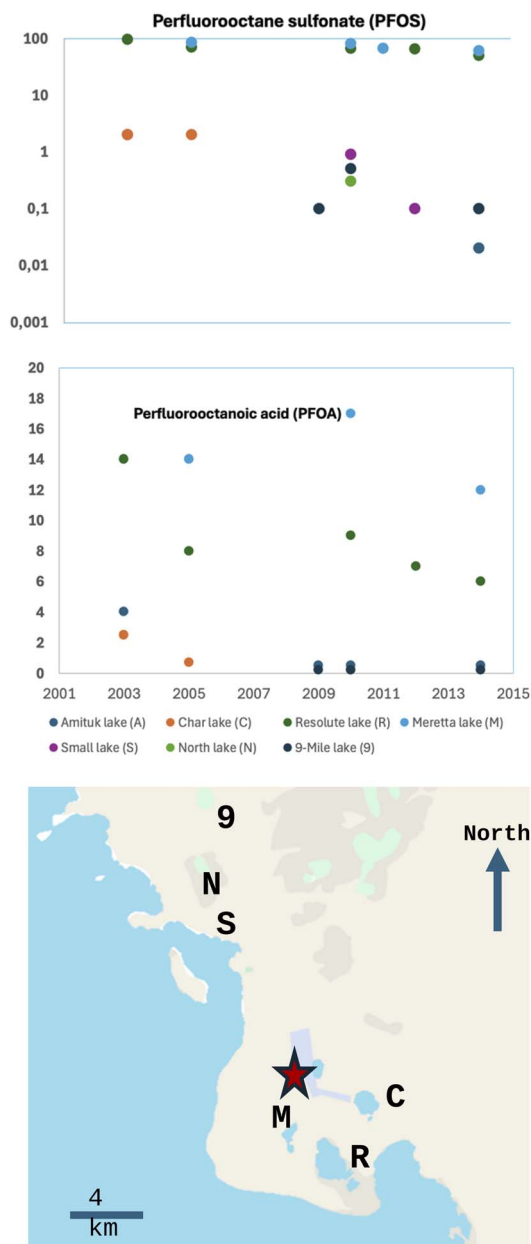 Perfluorooctane sulfonate (PFOS)
100
10
1
0,1
0,01
0,001
20
18
Perfluorooctanoic acid (PFOA)
16
14
12
10
8
6
4
2
0
2001 2003 2005 2007 2009 2011 2013 2015
Amituk lake (A) Char lake (C) Resolute lake (R) Meretta lake (M)
Small lake (S) North lake (N) 9-Mile lake (9)
9
North
N
S
C
M
R
4
km